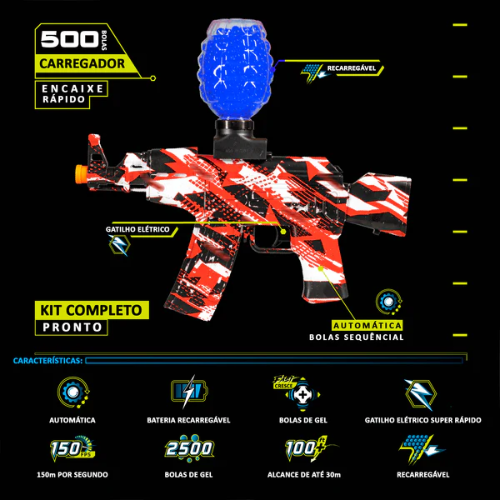 500 BOLAS
CARREGADOR
ENCAIXE
RÁPIDO
RECARREGÁVEL
GATILHO ELÉTRICO
KIT COMPLETO
PRONTO
AUTOMÁTICA
BOLAS SEQUÊNCIAL
CARACTERÍSTICAS:
AUTOMÁTICA
BATERIA RECARREGÁVEL
CRESCE
BOLAS DE GEL
GATILHO ELÉTRICO SUPER RÁPIDO
150 FPS
150m POR SEGUNDO
2500
BOLAS DE GEL
100
ALCANCE DE ATÉ 30m
RECARREGÁVEL